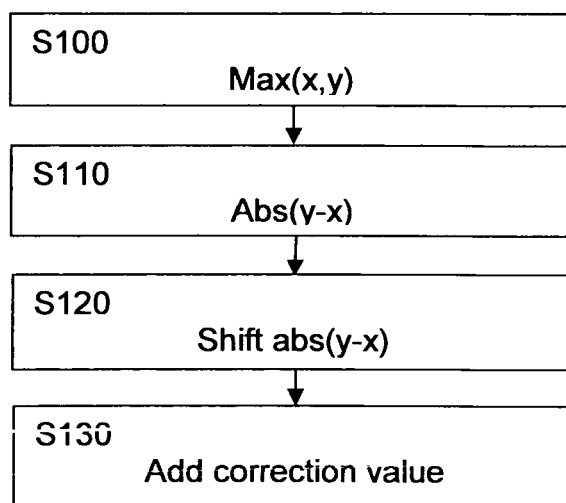 S100
Max(x,y)
S110
Abs(y-x)
S120
Shift abs(y-x)
S130
Add correction value